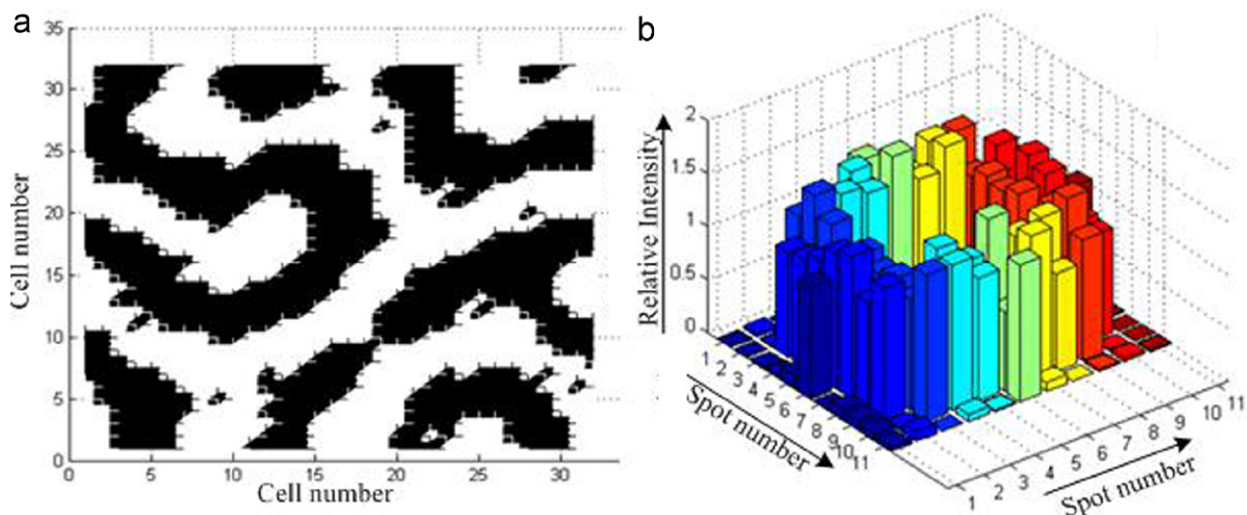 a
35
30
25
20
15
10
5
0
Cell number
0 5 10 15 20 25 30
Cell number
b
2
1.5
1
0.5
0
Relative Intensity
1 2 3 4 5 6 7 8 9 10 11
Spot number
1 2 3 4 5 6 7 8 9 10 11
Spot number